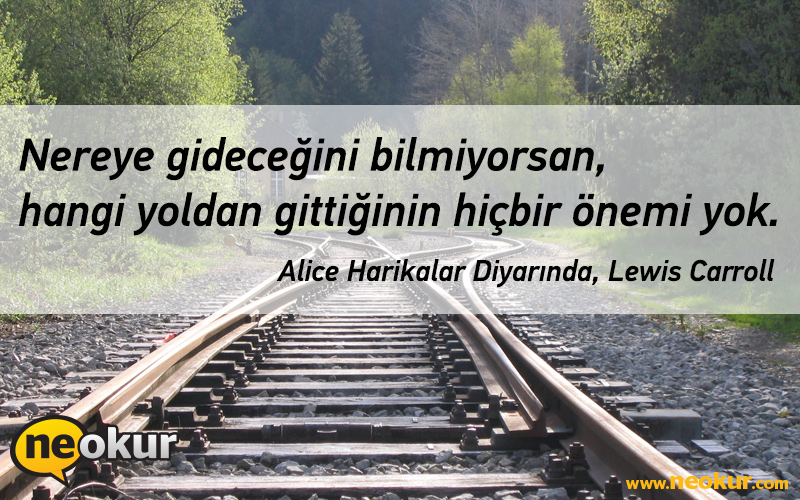 Nereye gideceğini bilmiyorsan,
hangi yoldan gittiğinin hiçbir önemi yok.
Alice Harikalar Diyarında, Lewis Carroll
neokur
www.neokur.com